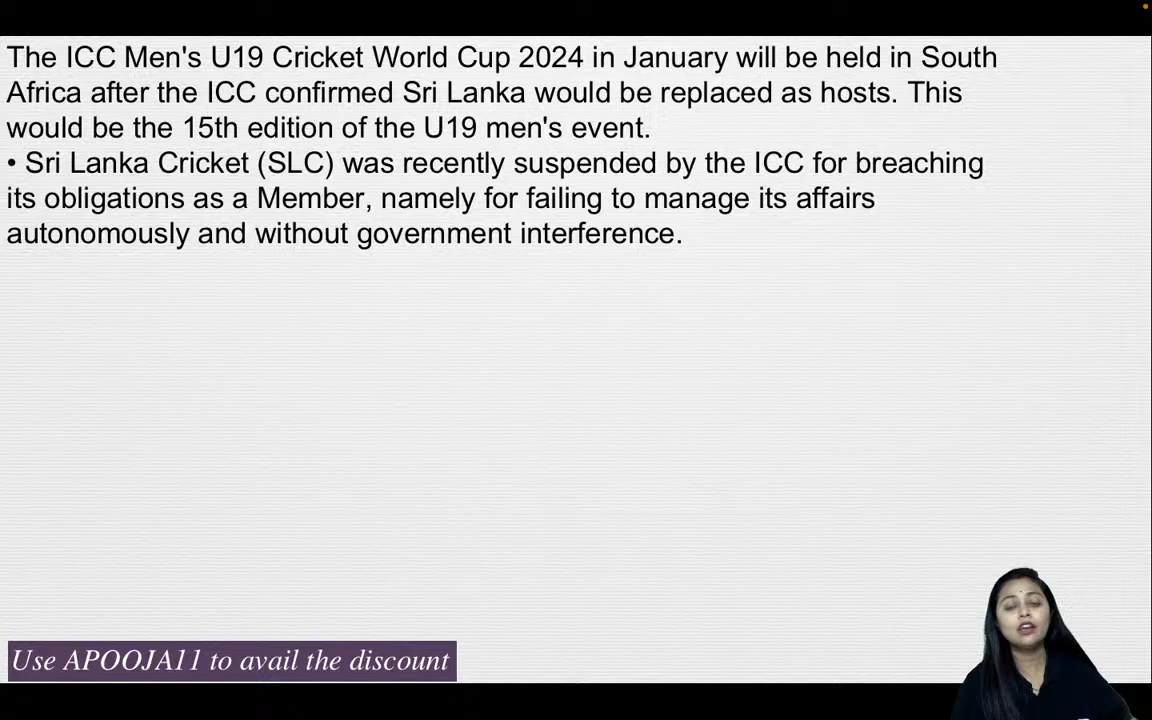 The ICC Men's U19 Cricket World Cup 2024 in January will be held in South
Africa after the ICC confirmed Sri Lanka would be replaced as hosts. This
would be the 15th edition of the U19 men's event.
• Sri Lanka Cricket (SLC) was recently suspended by the ICC for breaching
its obligations as a Member, namely for failing to manage its affairs
autonomously and without government interference.
Use APOOJA11 to avail the discount